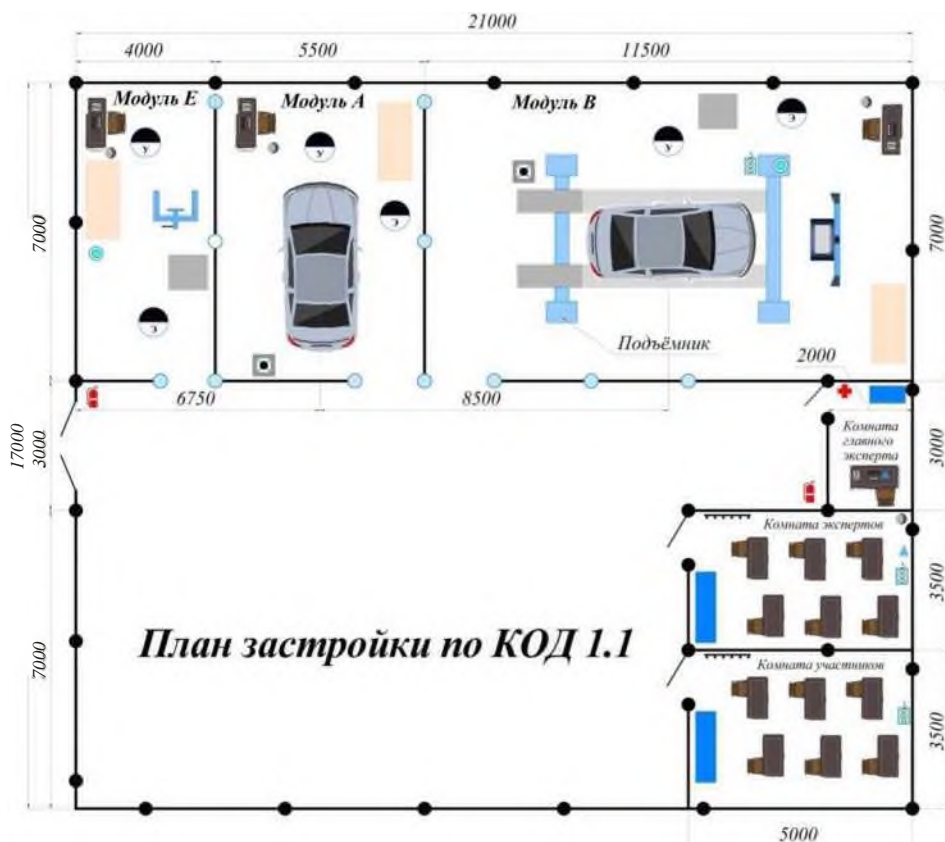 21000
4000
5500
11500
Модуль E
Модуль A
Модуль B
У
У
У
Э
Э
Э
7000
7000
Подъёмник
2000
6750
8500
17000
3000
3000
Комната
главного
эксперта
Комната экспертов
3500
План застройки по КОД 1.1
7000
Комната участников
3500
5000